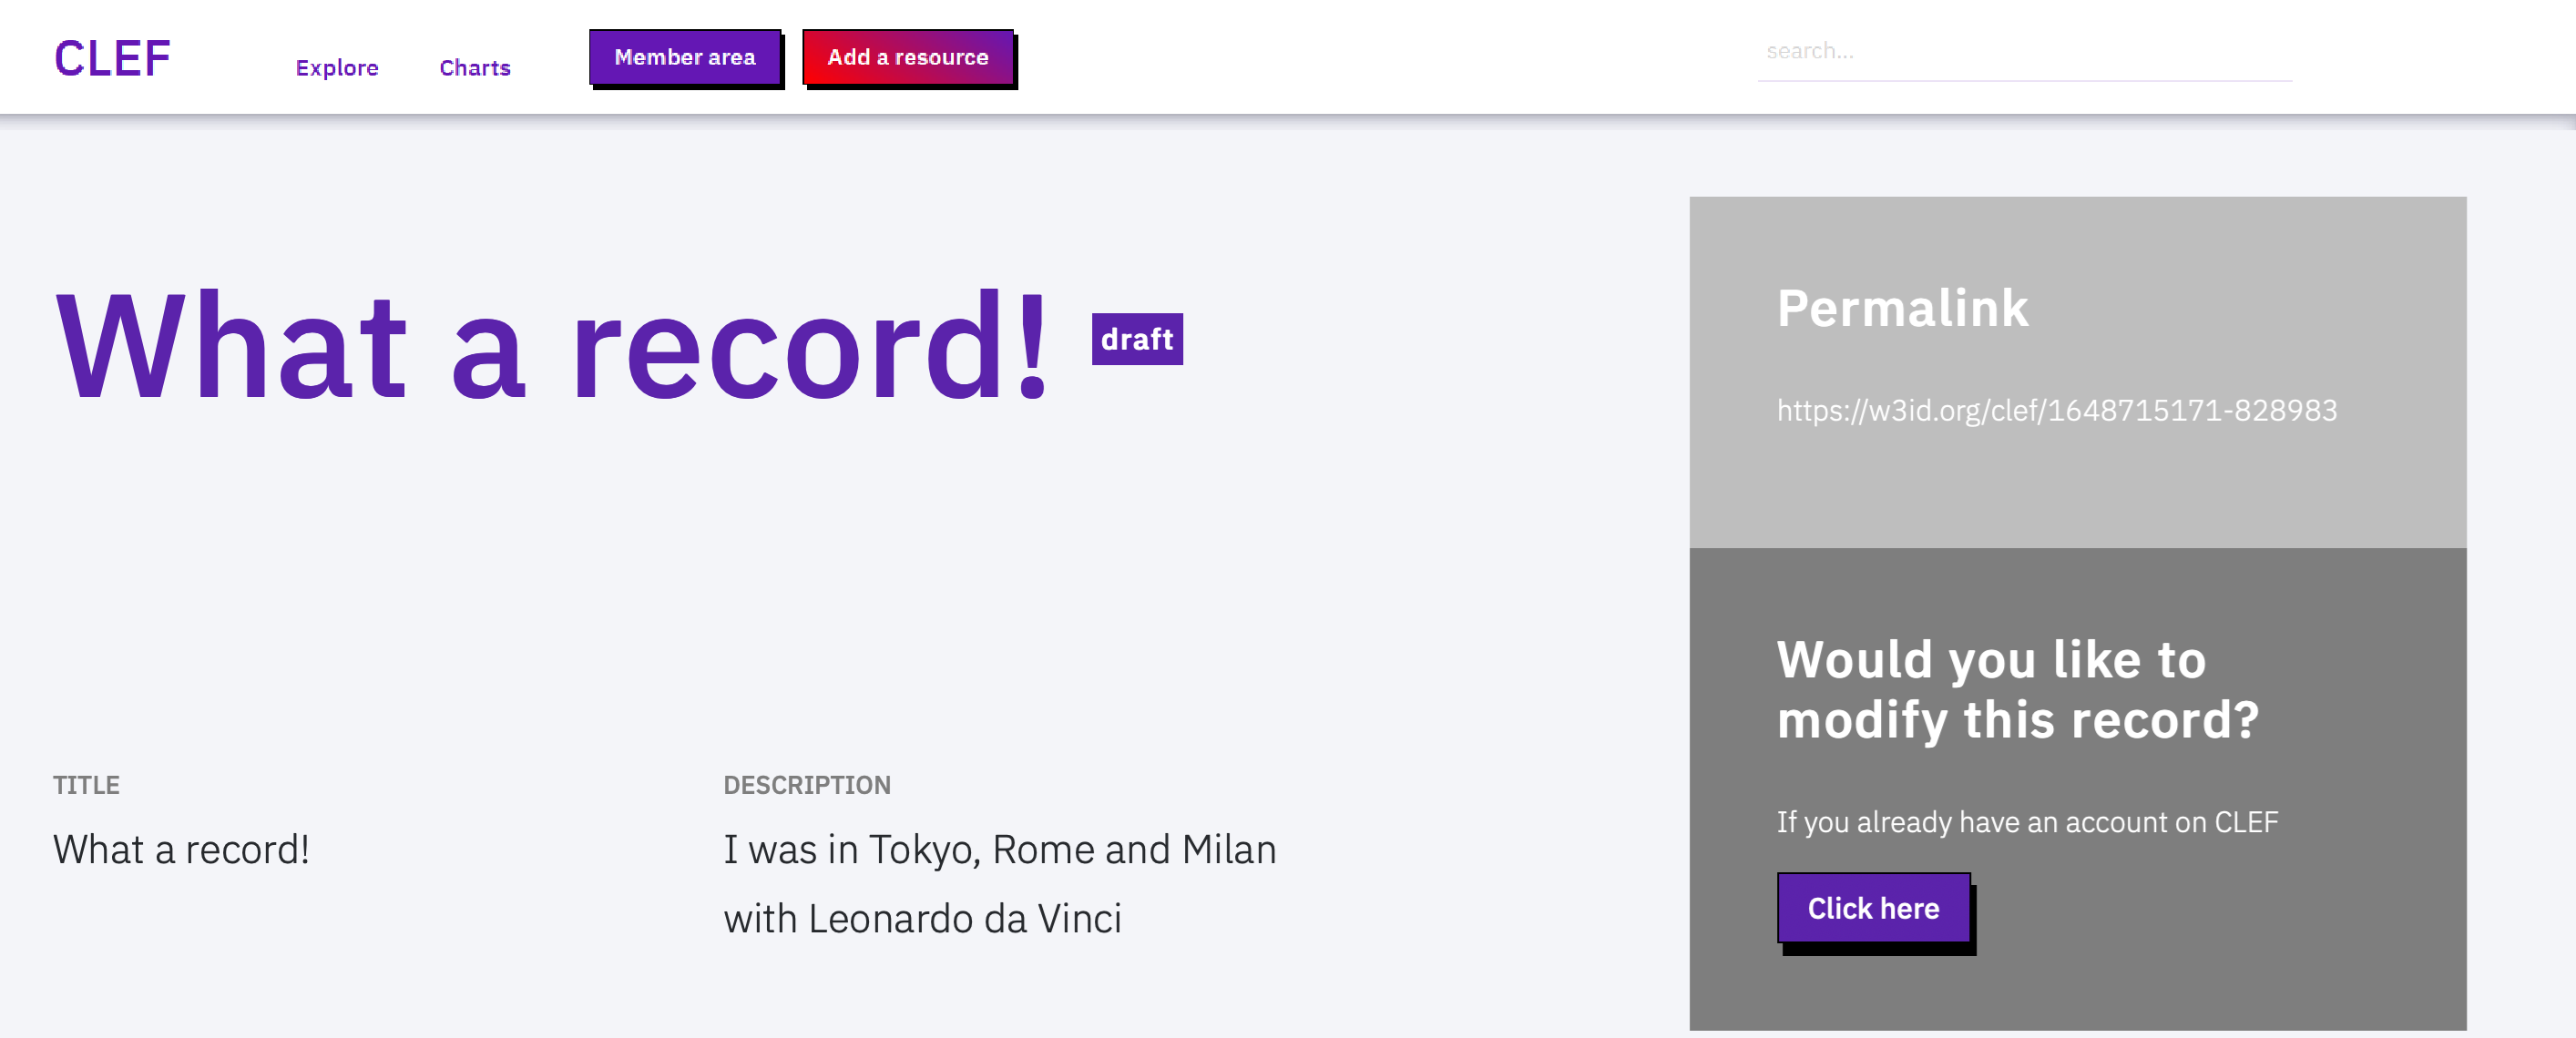 CLEF
Explore
Charts
Member area
Add a resource
search...
What a record!
draft
Permalink
https://w3id.org/clef/1648715171-828983
Would you like to
modify this record?
If you already have an account on CLEF
Click here
TITLE
What a record!
DESCRIPTION
I was in Tokyo, Rome and Milan
with Leonardo da Vinci